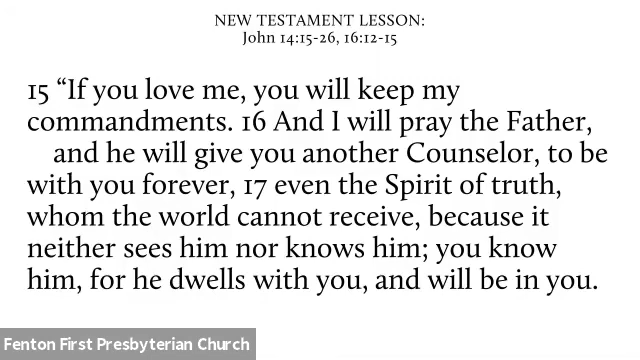 NEW TESTAMENT LESSON:
John 14:15-26, 16:12-15
15 “If you love me, you will keep my
commandments. 16 And I will pray the Father,
and he will give you another Counselor, to be
with you forever, 17 even the Spirit of truth,
whom the world cannot receive, because it
neither sees him nor knows him; you know
him, for he dwells with you, and will be in you.
Fenton First Presbyterian Church